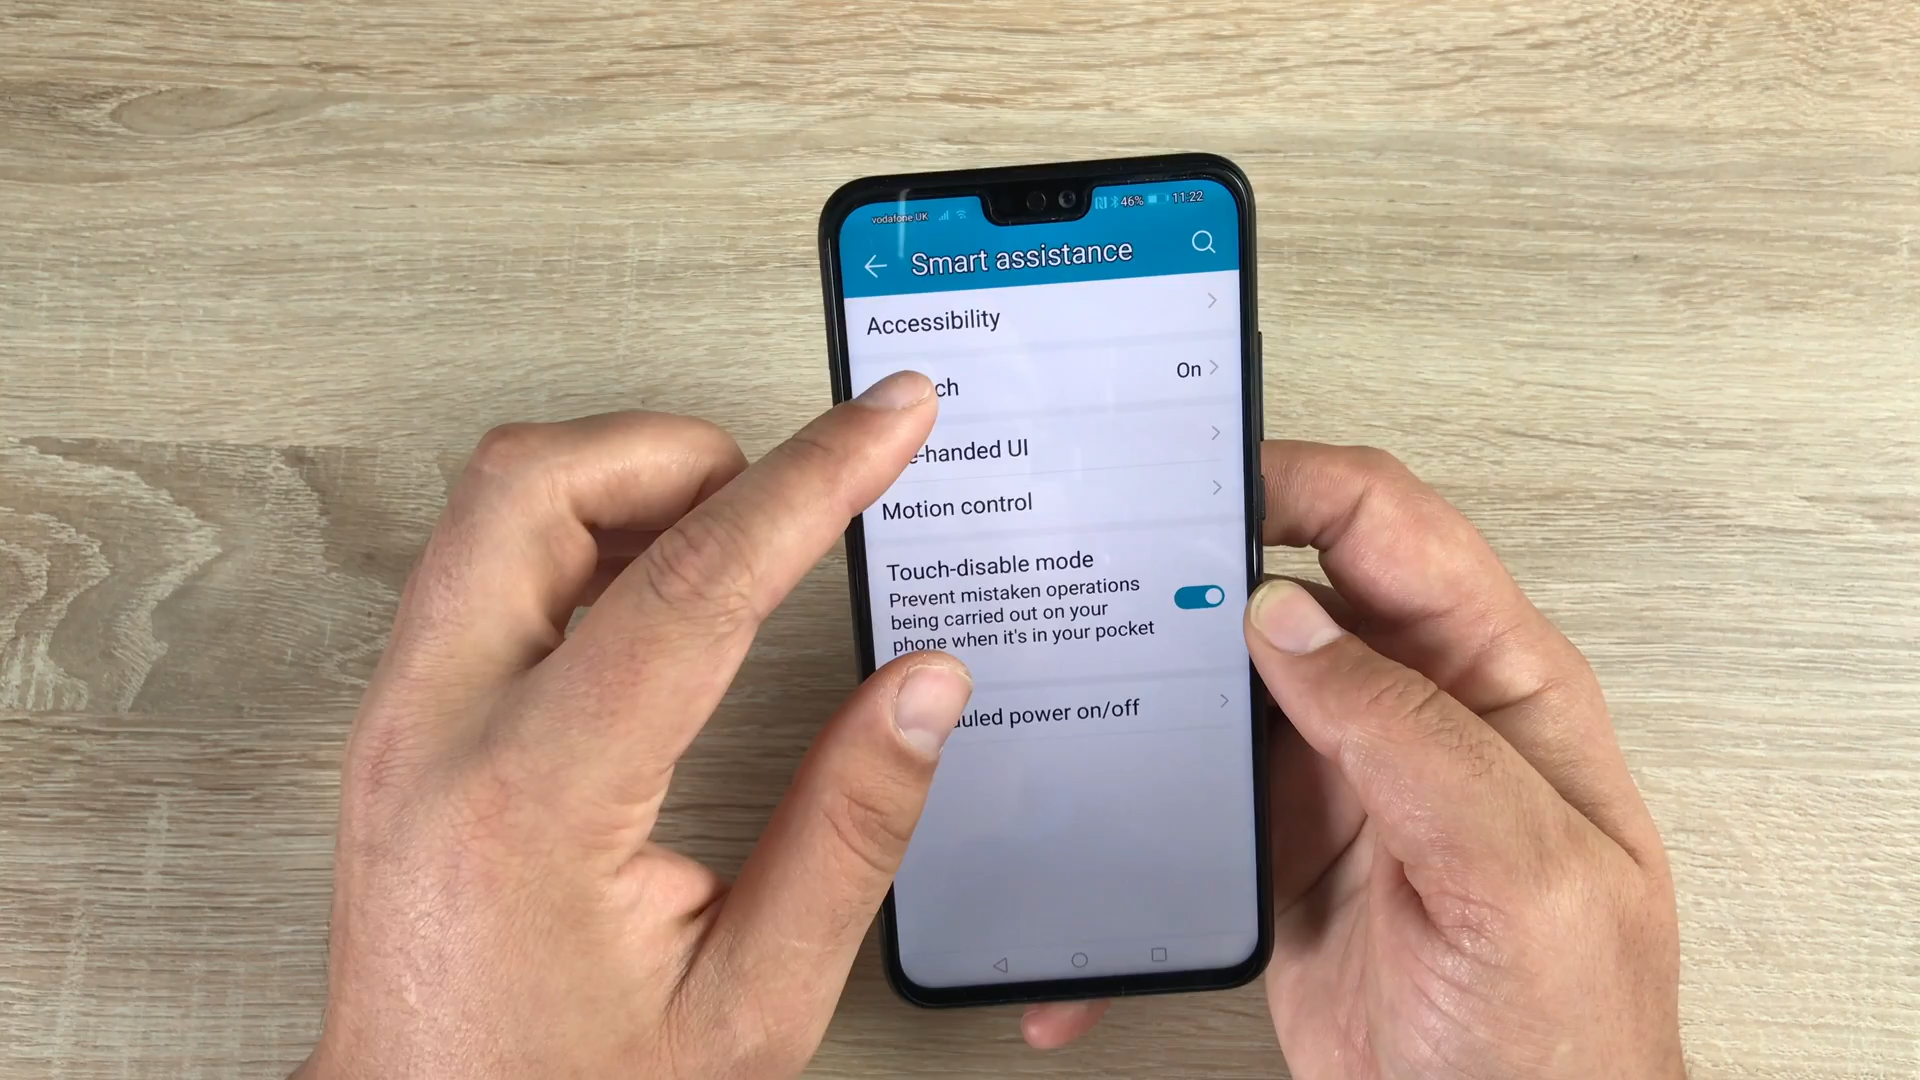 vodafone UK 46% 11:22
Smart assistance
Accessibility
ch On
-handed UI
Motion control
Touch-disable mode
Prevent mistaken operations
being carried out on your
phone when it's in your pocket
uled power on/off